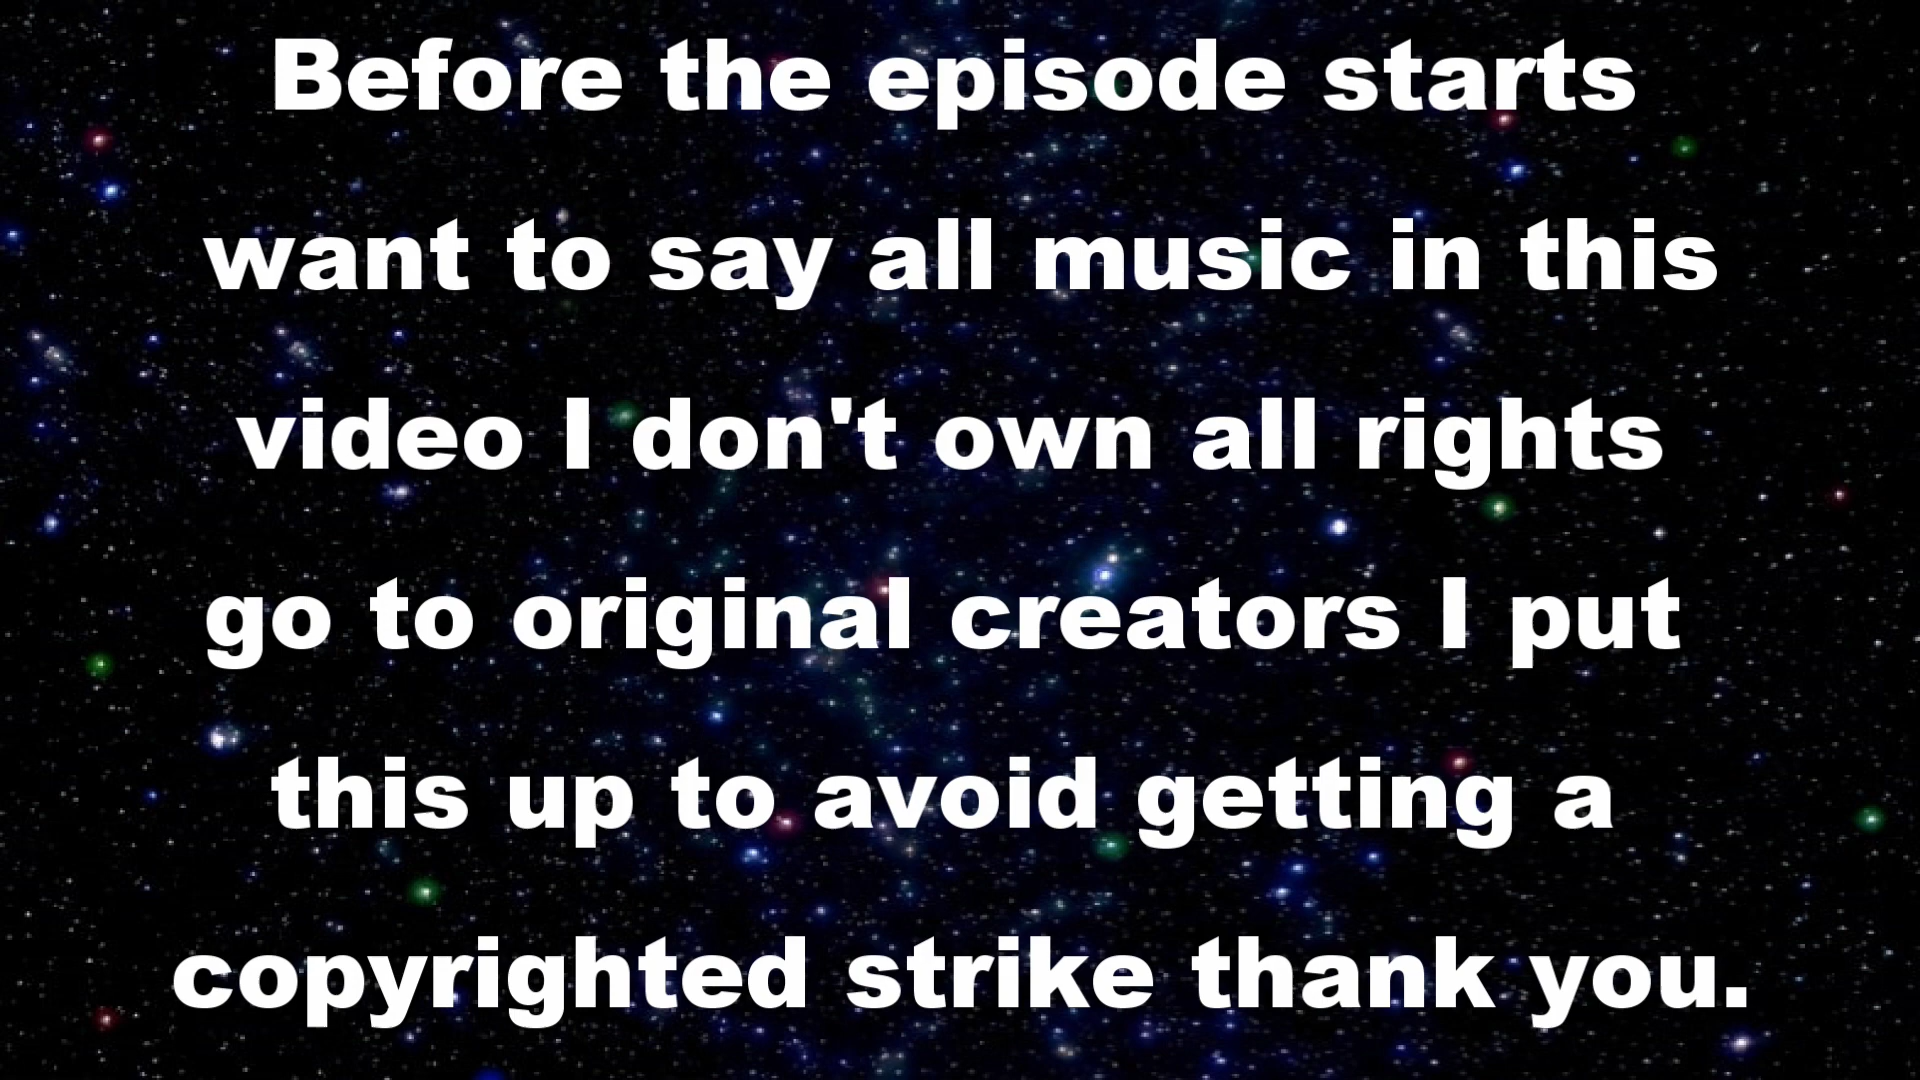 Before the episode starts
want to say all music in this
video I don't own all rights
go to original creators I put
this up to avoid getting a
copyrighted strike thank you.